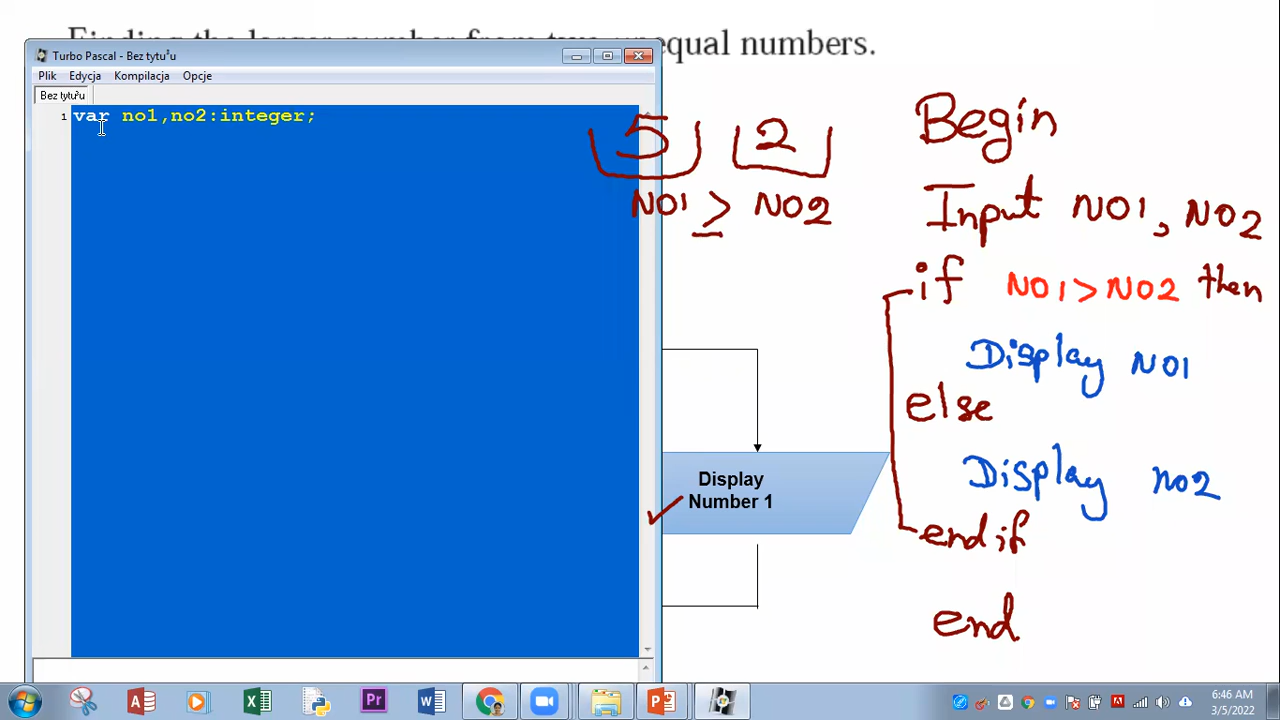 Finding the larger number from two unequal numbers.
Turbo Pascal - Bez tytu³u
Plik Edycja Kompilacja Opcje
Bez tytu³u
1 var no1,no2:integer;
5 2
NO1 > NO2
Begin
Input NO1, NO2
if NO1 > NO2 then
Display NO1
else
Display NO2
endif
end
Display
Number 1
6:46 AM
3/5/2022